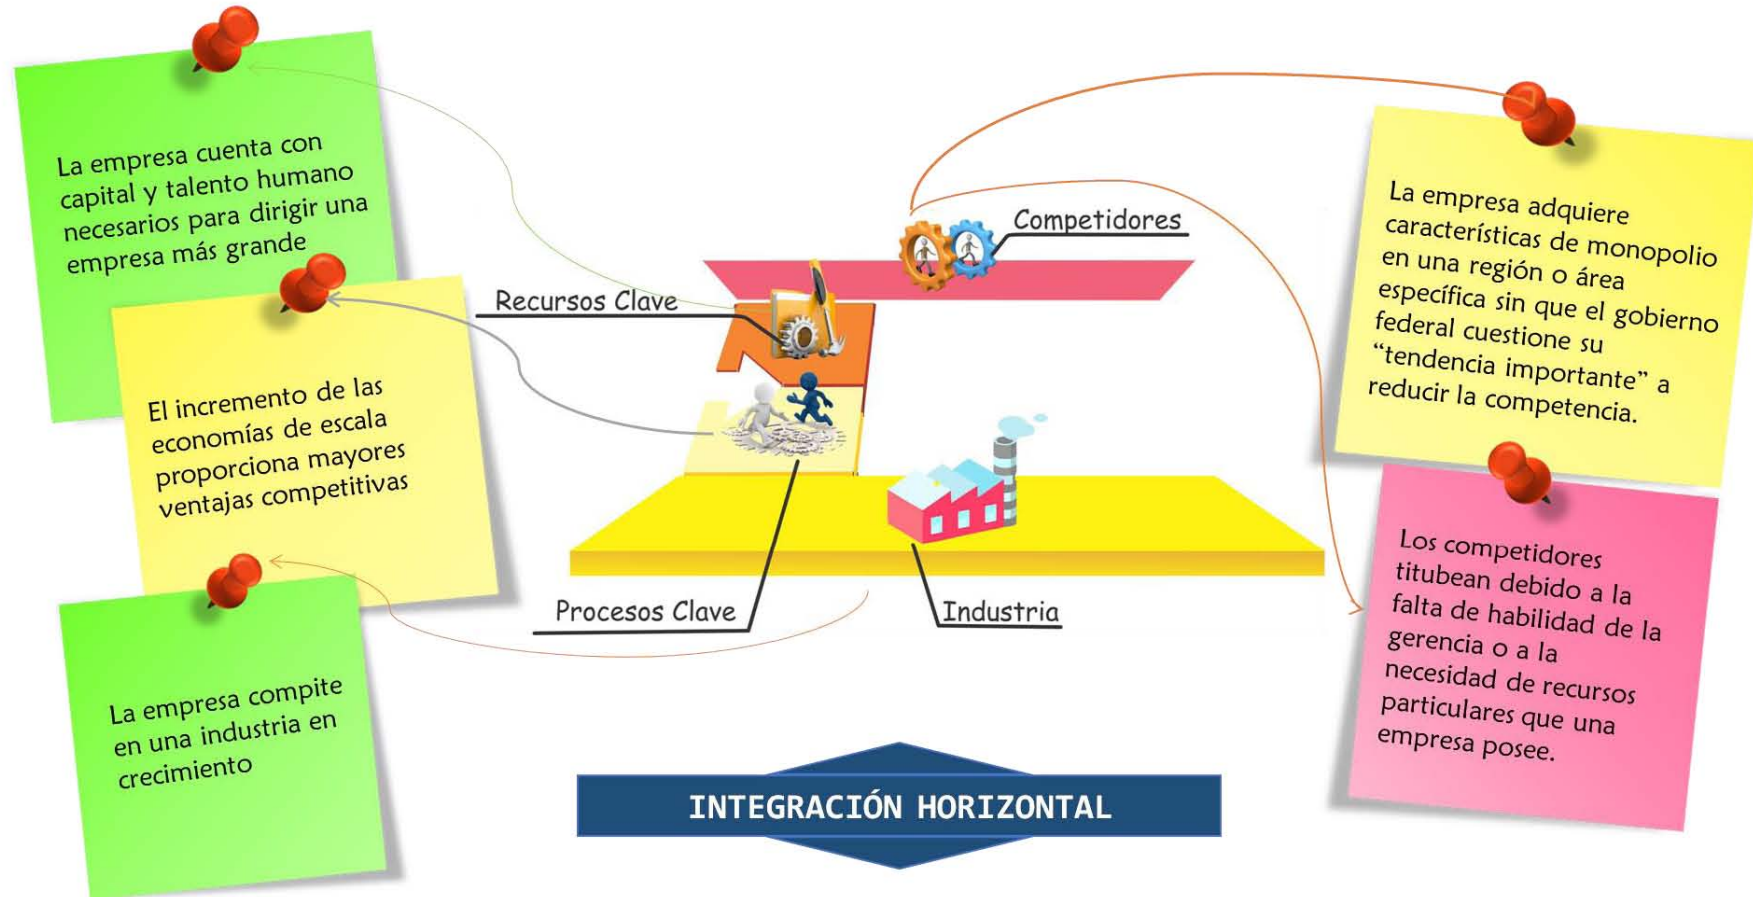 La empresa cuenta con
capital y talento humano
necesarios para dirigir una
empresa más grande
El incremento de las
economías de escala
proporciona mayores
ventajas competitivas
La empresa compite
en una industria en
crecimiento
Competidores
Recursos Clave
Procesos Clave
Industria
La empresa adquiere
características de monopolio
en una región o área
específica sin que el gobierno
federal cuestione su
“tendencia importante” a
reducir la competencia.
Los competidores
titubean debido a la
falta de habilidad de la
gerencia o a la
necesidad de recursos
particulares que una
empresa posee.
INTEGRACIÓN HORIZONTAL